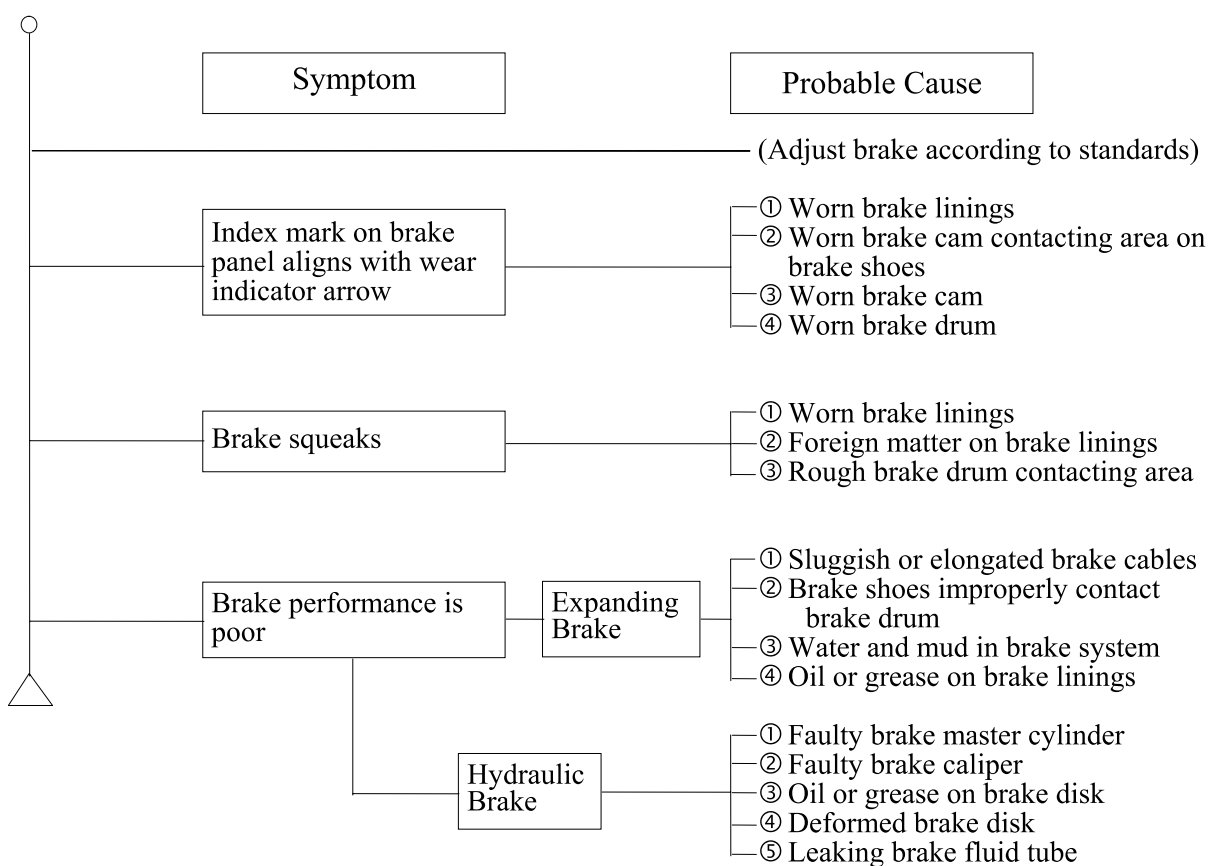 Symptom
Probable Cause
(Adjust brake according to standards)
Index mark on brake
panel aligns with wear
indicator arrow
① Worn brake linings
② Worn brake cam contacting area on
brake shoes
③ Worn brake cam
④ Worn brake drum
Brake squeaks
① Worn brake linings
② Foreign matter on brake linings
③ Rough brake drum contacting area
Brake performance is
poor
Expanding
Brake
① Sluggish or elongated brake cables
② Brake shoes improperly contact
brake drum
③ Water and mud in brake system
④ Oil or grease on brake linings
Hydraulic
Brake
① Faulty brake master cylinder
② Faulty brake caliper
③ Oil or grease on brake disk
④ Deformed brake disk
⑤ Leaking brake fluid tube